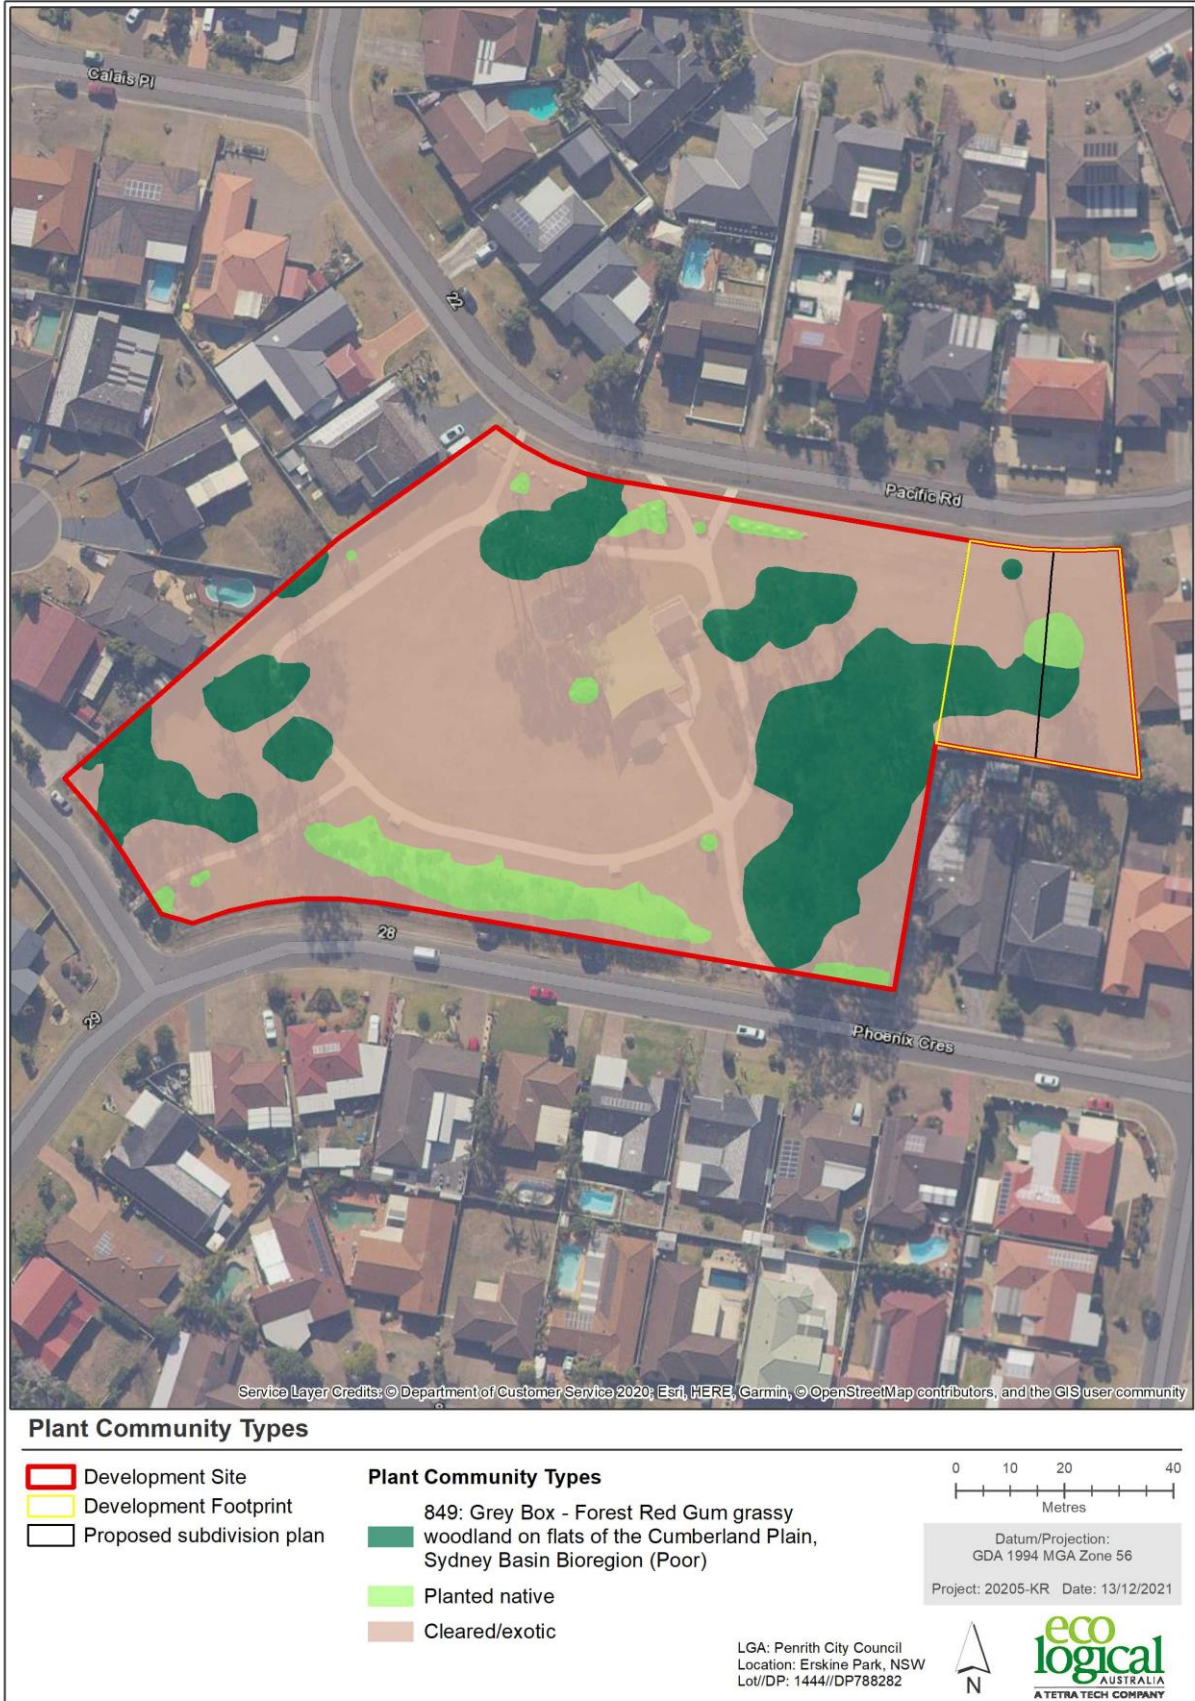 Calais Pl
22
Pacific Rd
28
29
Phoenix Cres
Service Layer Credits: © Department of Customer Service 2020; Esri, HERE, Garmin, © OpenStreetMap contributors, and the GIS user community
Plant Community Types
Development Site
Development Footprint
Proposed subdivision plan
Plant Community Types
849: Grey Box - Forest Red Gum grassy
woodland on flats of the Cumberland Plain,
Sydney Basin Bioregion (Poor)
Planted native
Cleared/exotic
0 10 20 40
Metres
Datum/Projection:
GDA 1994 MGA Zone 56
Project: 20205-KR Date: 13/12/2021
LGA: Penrith City Council
Location: Erskine Park, NSW
Lot//DP: 1444//DP788282
N
eco
logical
AUSTRALIA
A TETRA TECH COMPANY